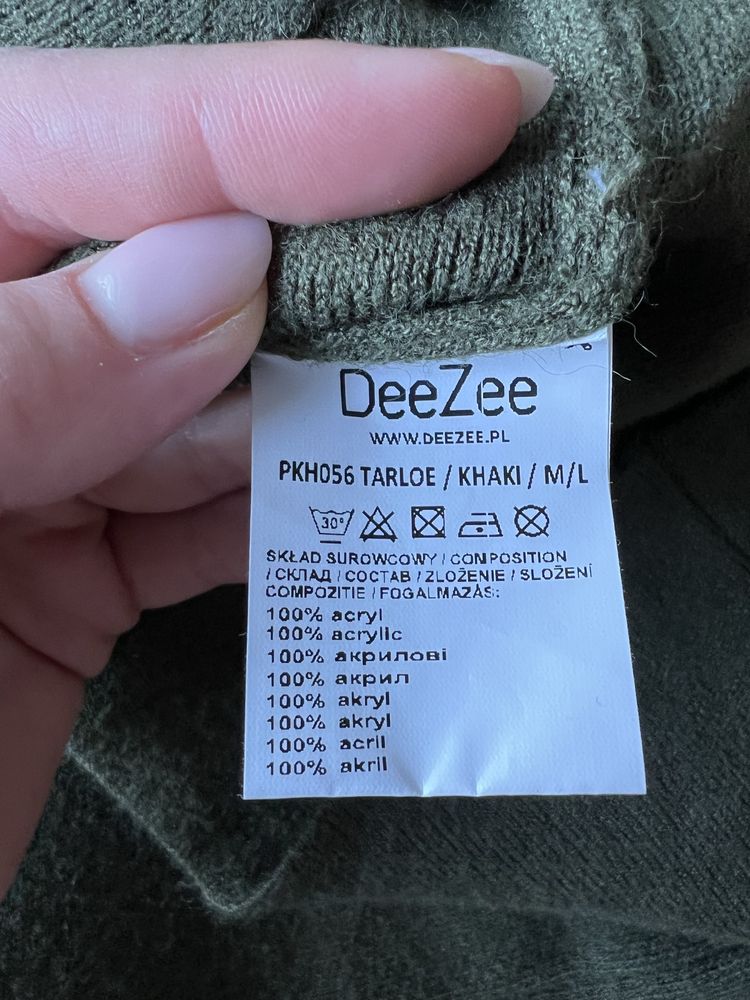 DeeZee
WWW.DEEZEE.PL
PKH056 TARLOE / KHAKI / M/L
30°
SKŁAD SUROWCOWY / COMPOSITION
/ СКЛАД / СОСТАВ / ZLOŽENIE / SLOŽENÍ
COMPOZITIE / FOGALMAZÁS:
100% acryl
100% acrylic
100% акрилові
100% акрил
100% akryl
100% akryl
100% acril
100% akril